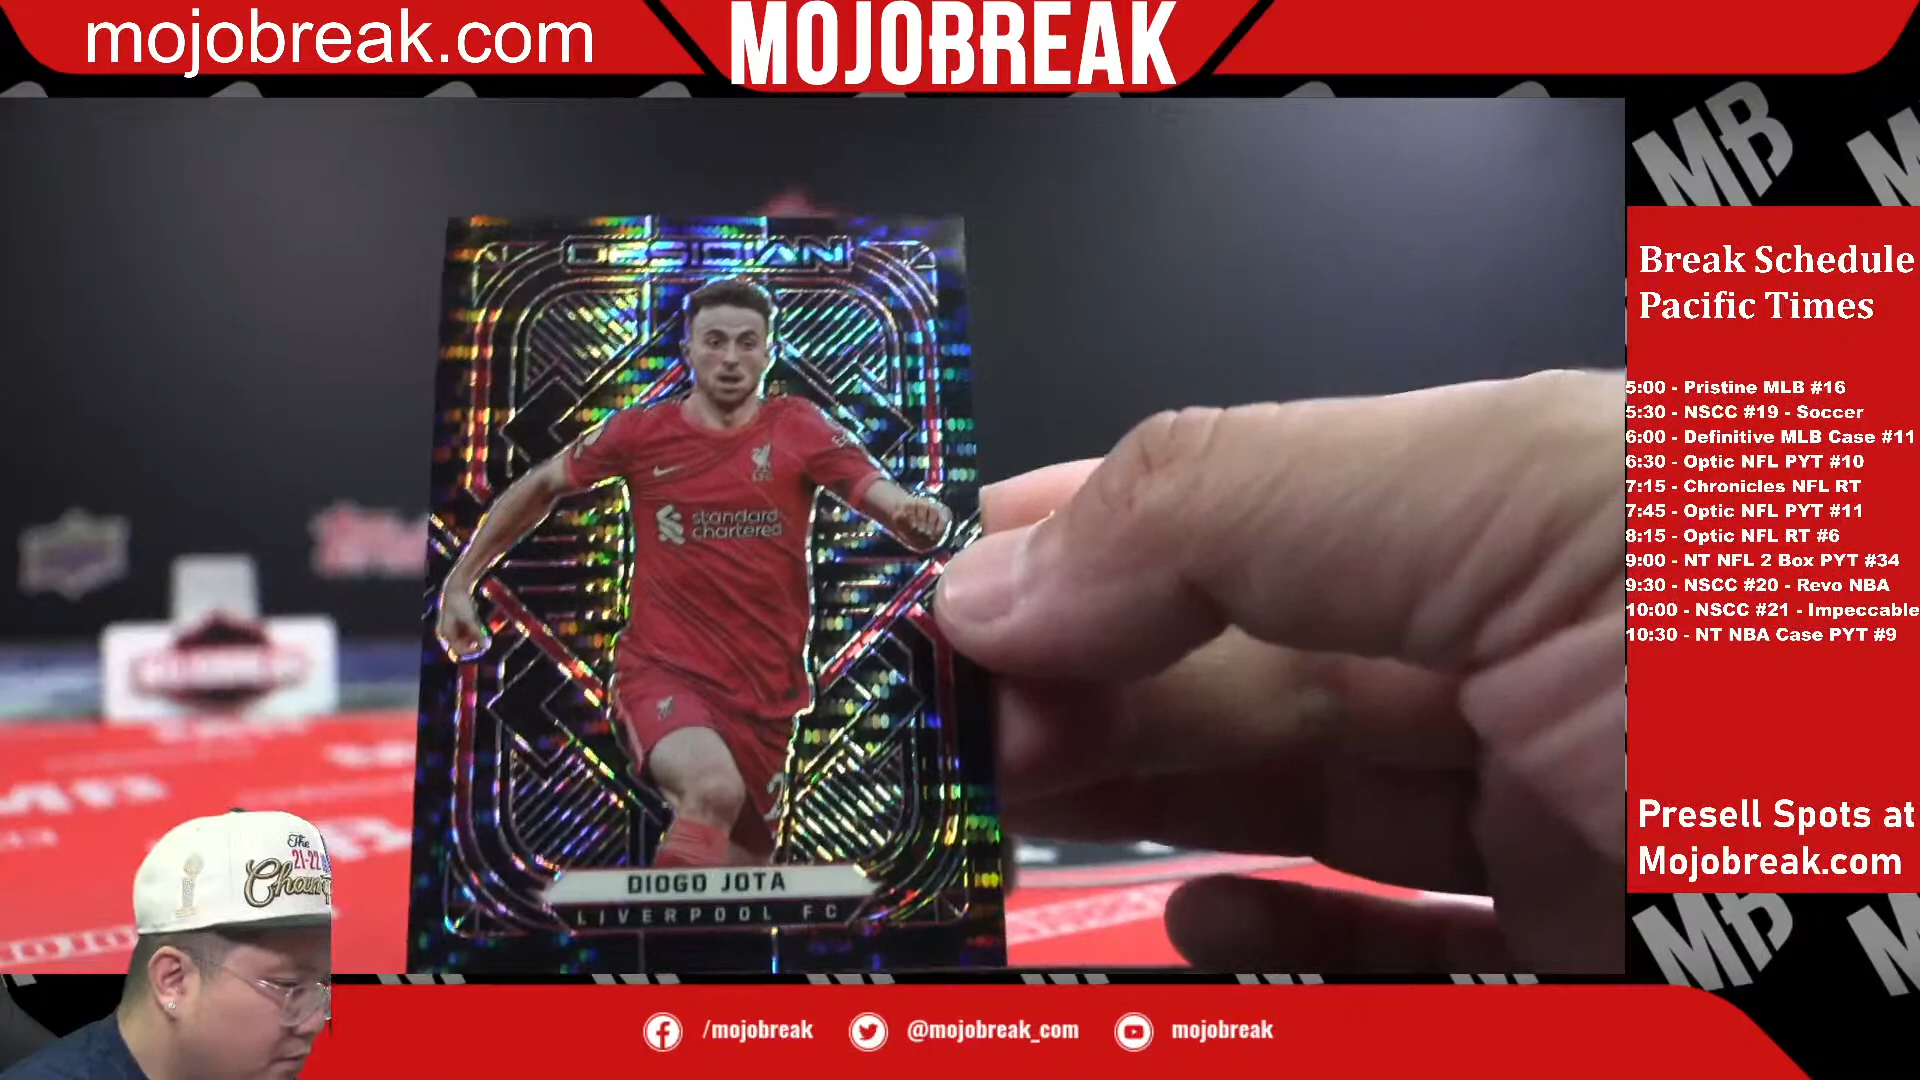 mojobreak.com
MOJOBREAK
MB
OBSIDIAN
standard
chartered
DIOGO JOTA
LIVERPOOL FC
The
21-22
Break Schedule
Pacific Times
5:00 - Pristine MLB #16
5:30 - NSCC #19 - Soccer
6:00 - Definitive MLB Case #11
6:30 - Optic NFL PYT #10
7:15 - Chronicles NFL RT
7:45 - Optic NFL PYT #11
8:15 - Optic NFL RT #6
9:00 - NT NFL 2 Box PYT #34
9:30 - NSCC #20 - Revo NBA
10:00 - NSCC #21 - Impeccable
10:30 - NT NBA Case PYT #9
Presell Spots at
Mojobreak.com
MB
/mojobreak
@mojobreak_com
mojobreak